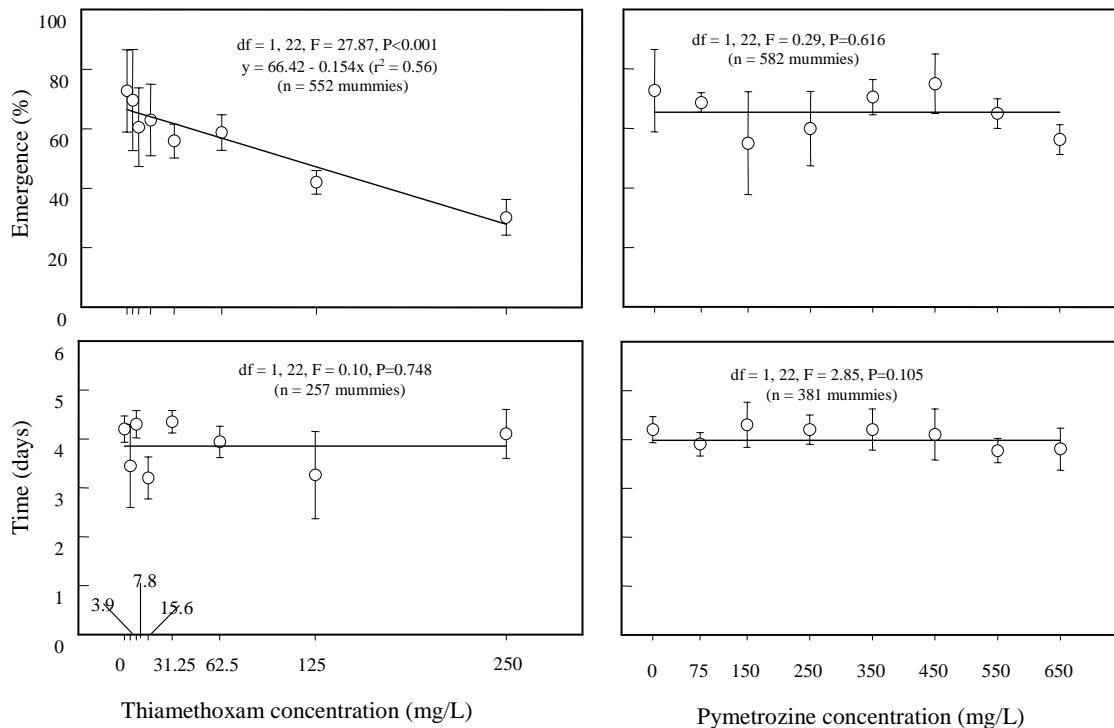 100
80
60
40
20
0
Emergence (%)
df = 1, 22, F = 27.87, P<0.001
y = 66.42 - 0.154x (r² = 0.56)
(n = 552 mummies)
df = 1, 22, F = 0.29, P=0.616
(n = 582 mummies)
6
5
4
3
2
1
0
Time (days)
df = 1, 22, F = 0.10, P=0.748
(n = 257 mummies)
3.9
7.8
15.6
0 31.25 62.5 125 250
Thiamethoxam concentration (mg/L)
df = 1, 22, F = 2.85, P=0.105
(n = 381 mummies)
0 75 150 250 350 450 550 650
Pymetrozine concentration (mg/L)